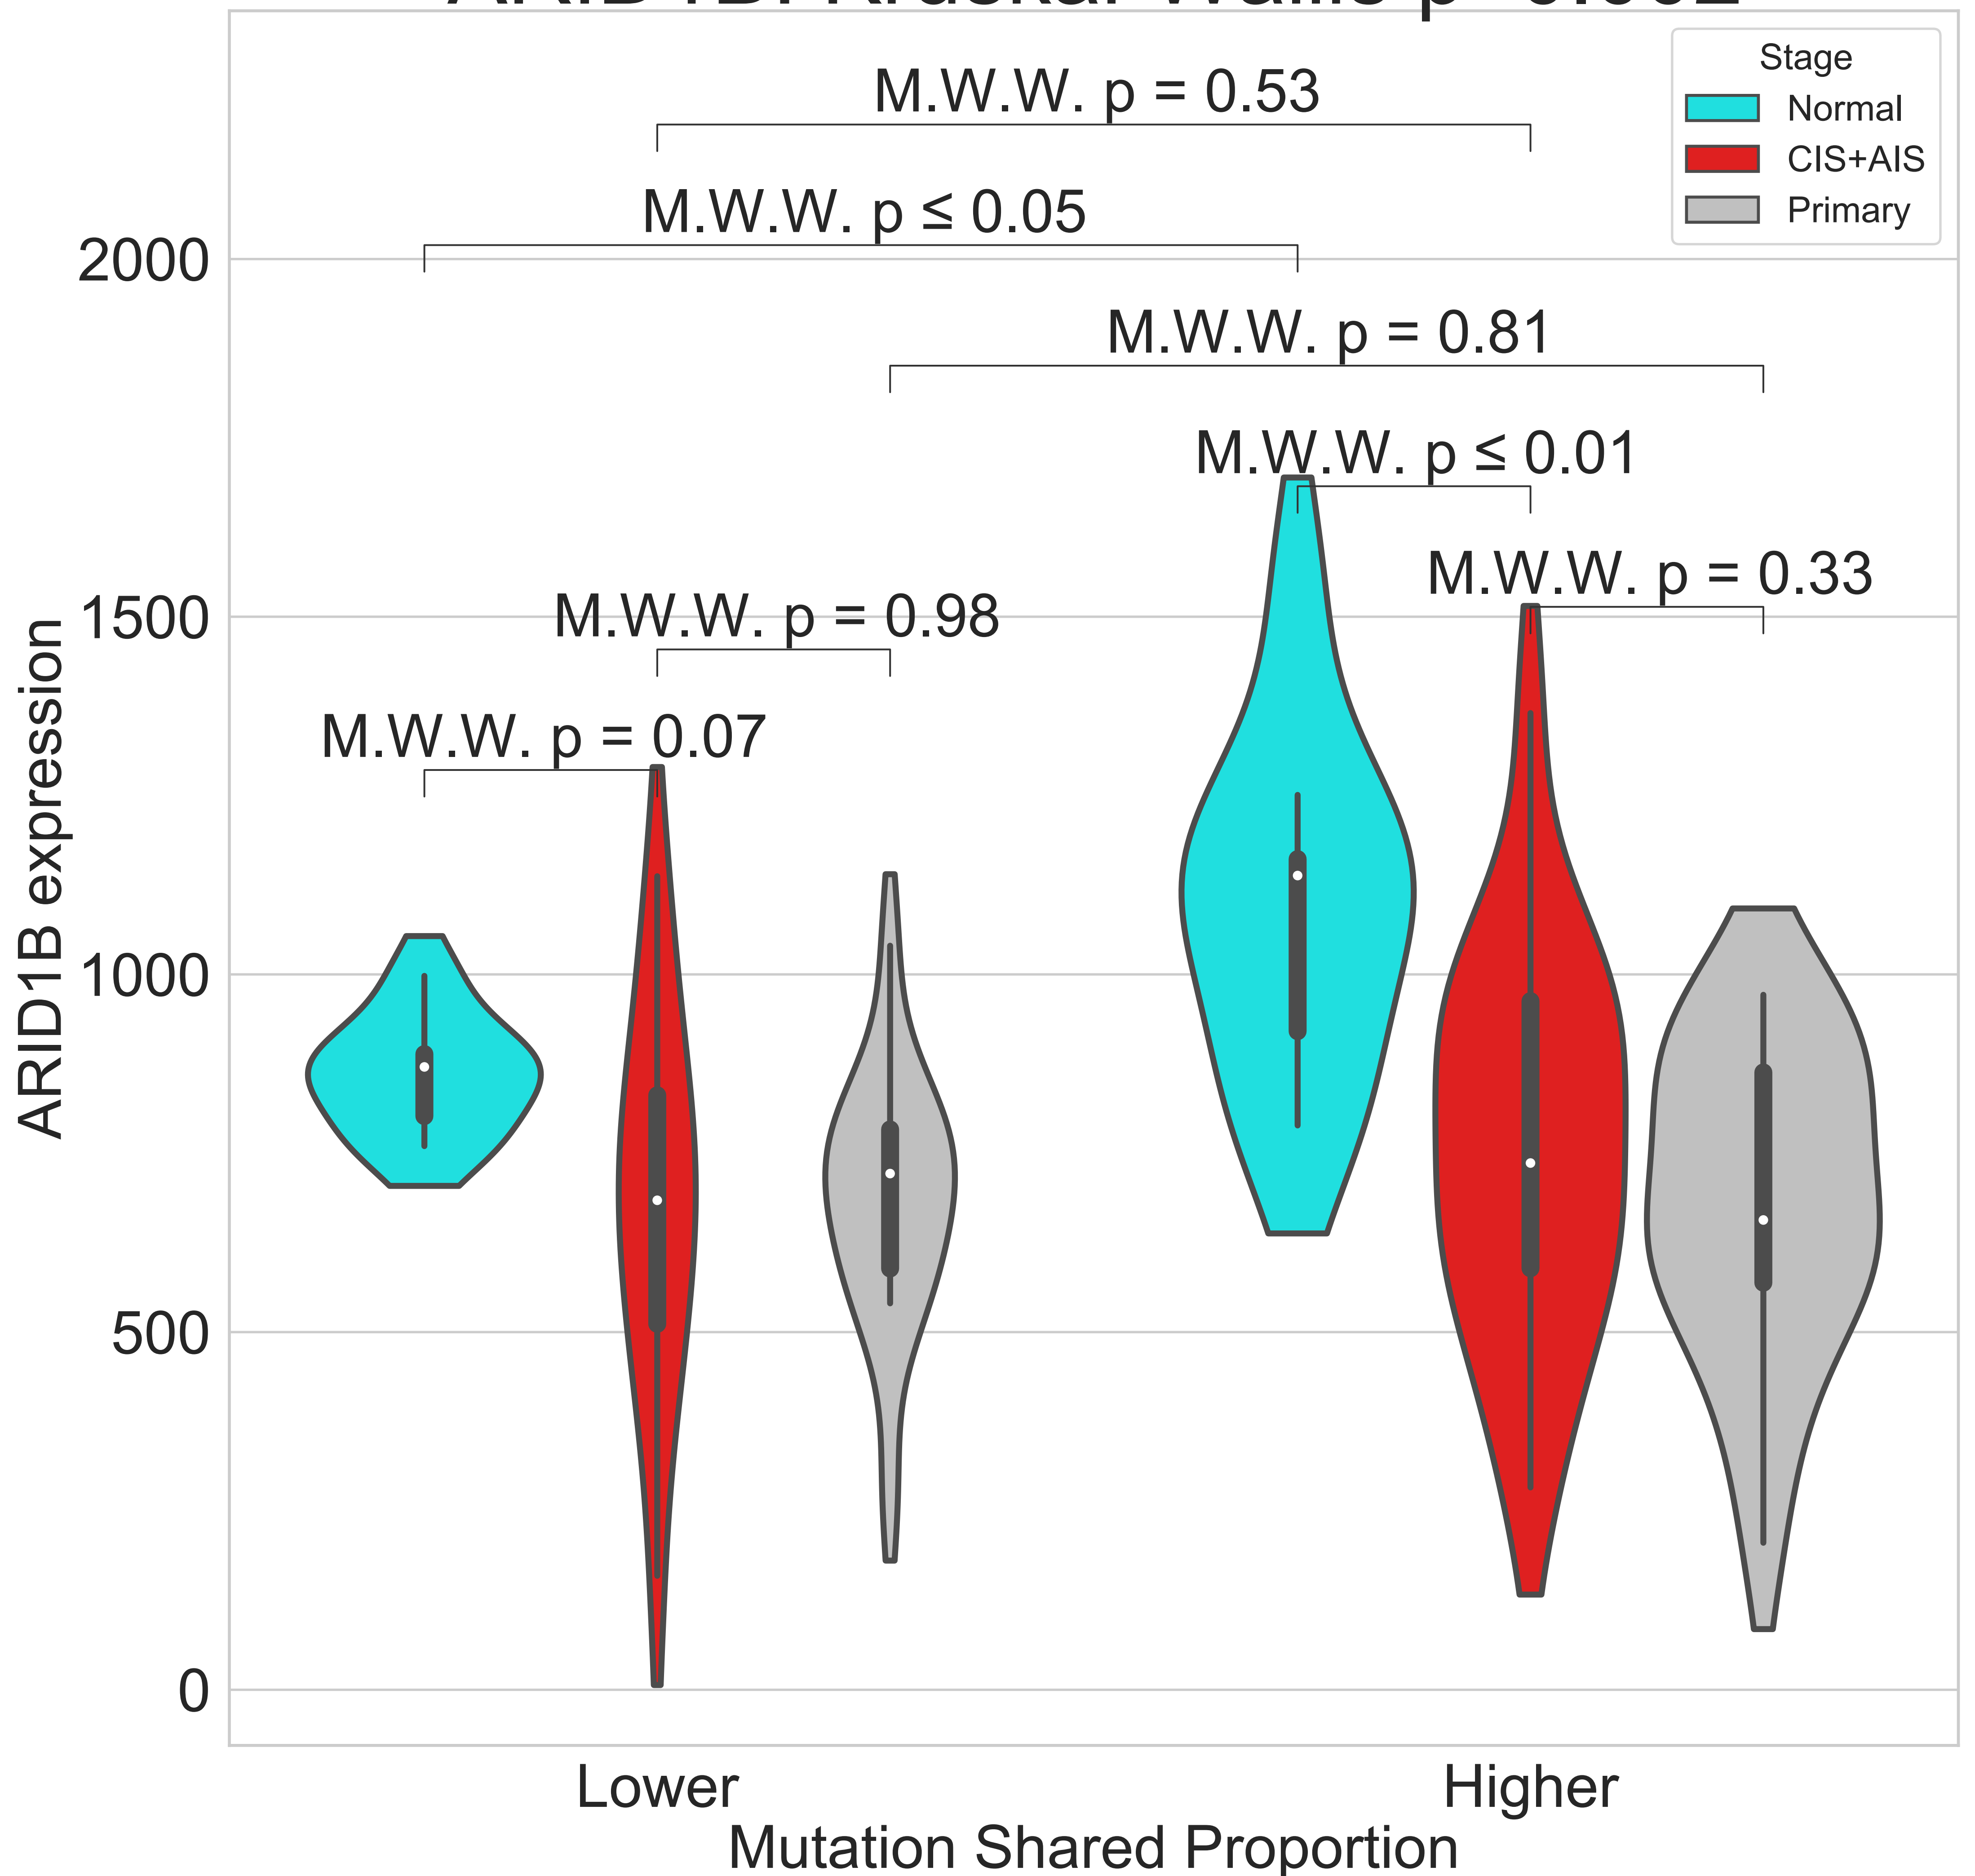 Stage
Normal
CIS+AIS
Primary
M.W.W. p = 0.53
M.W.W. p ≤ 0.05
M.W.W. p = 0.81
M.W.W. p ≤ 0.01
M.W.W. p = 0.33
M.W.W. p = 0.98
M.W.W. p = 0.07
2000
1500
1000
500
0
ARID1B expression
Lower
Higher
Mutation Shared Proportion